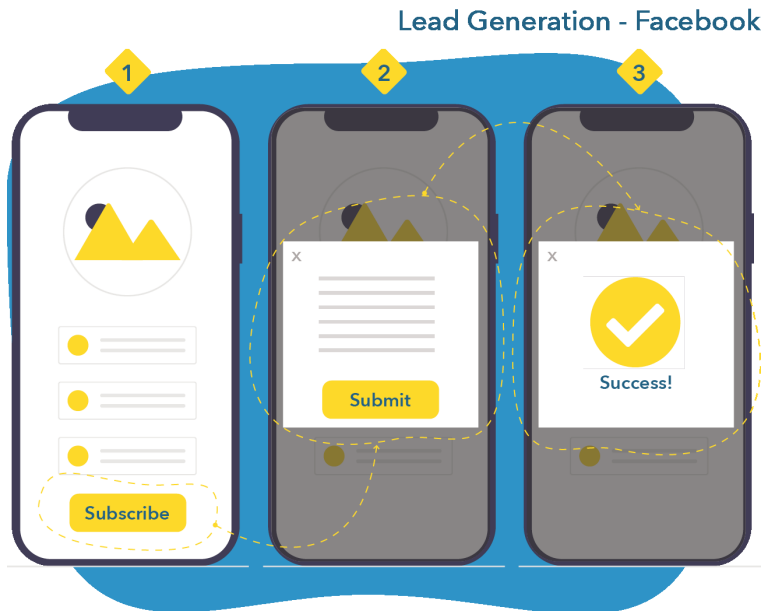 Lead Generation - Facebook
1
2
3
Subscribe
x
Submit
x
Success!